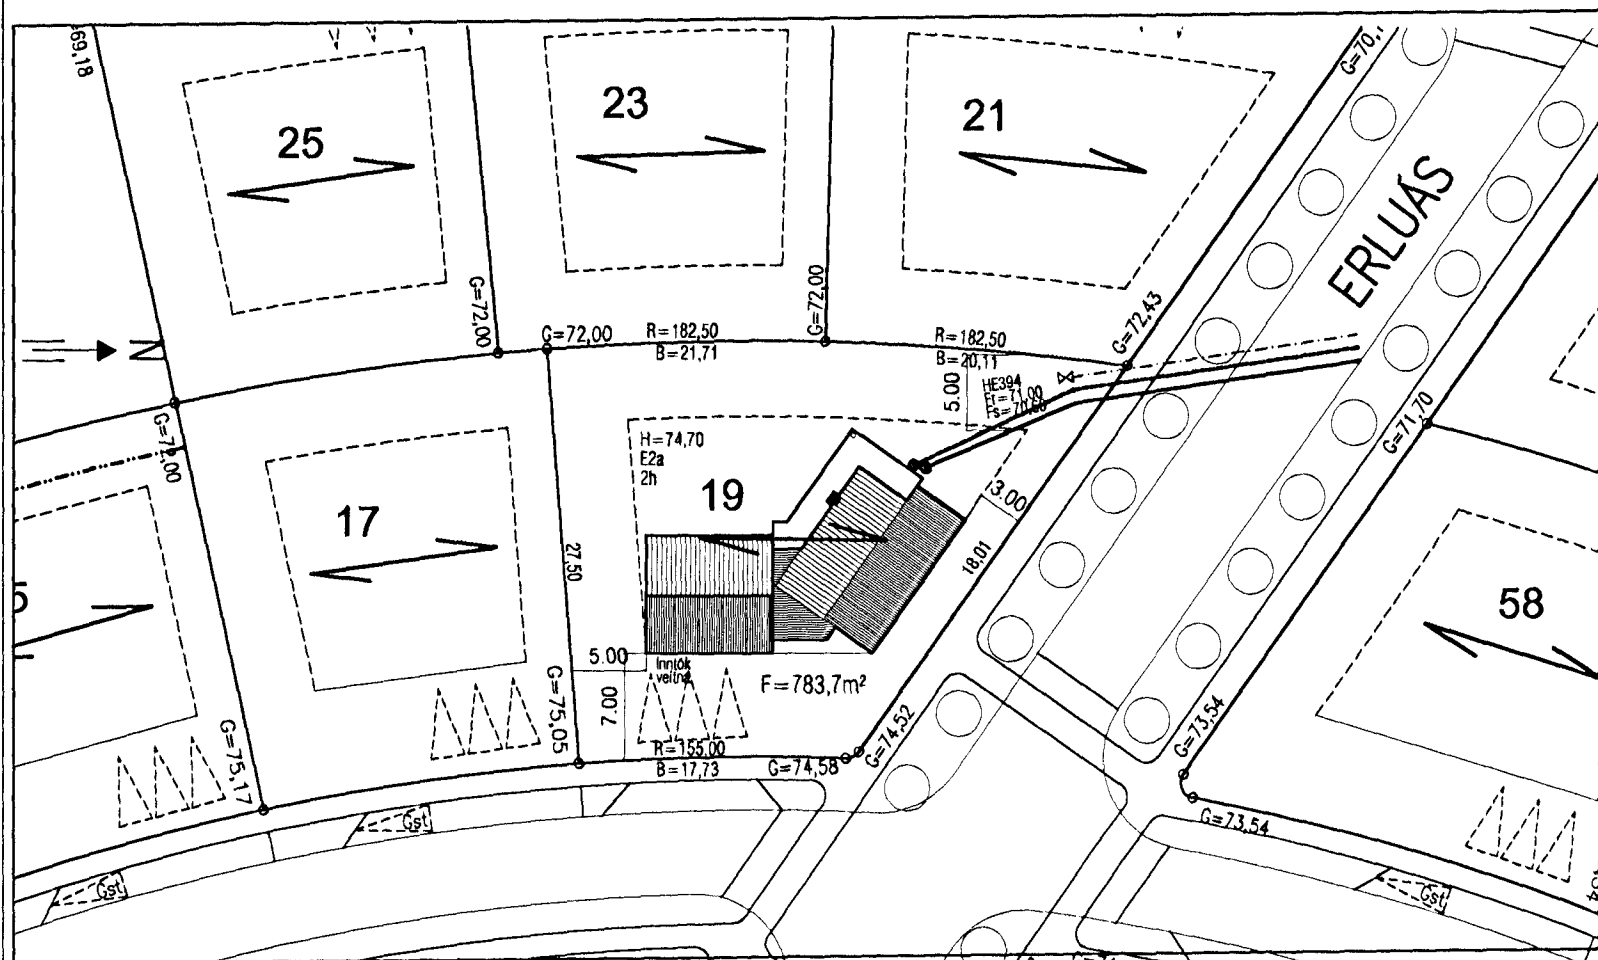 69,18
25
23
21
G=70,
ERLUÁS
G=72,00
G=72,00
R=182,50
B=21,71
G=72,00
R=182,50
B=20,11
G=72,43
5.00
HE394
Er=71,00
G=72,00
G=71,70
H=74,70
E2a
2h
19
17
3.00
18,01
27,50
5
58
5.00
Inntök
veitna
7,00
F=783,7m²
G=75,05
G=75,17
R=155,00
B=17,73
G=74,58
G=74,52
G=73,54
G=73,54
Gst
Gst
Gst